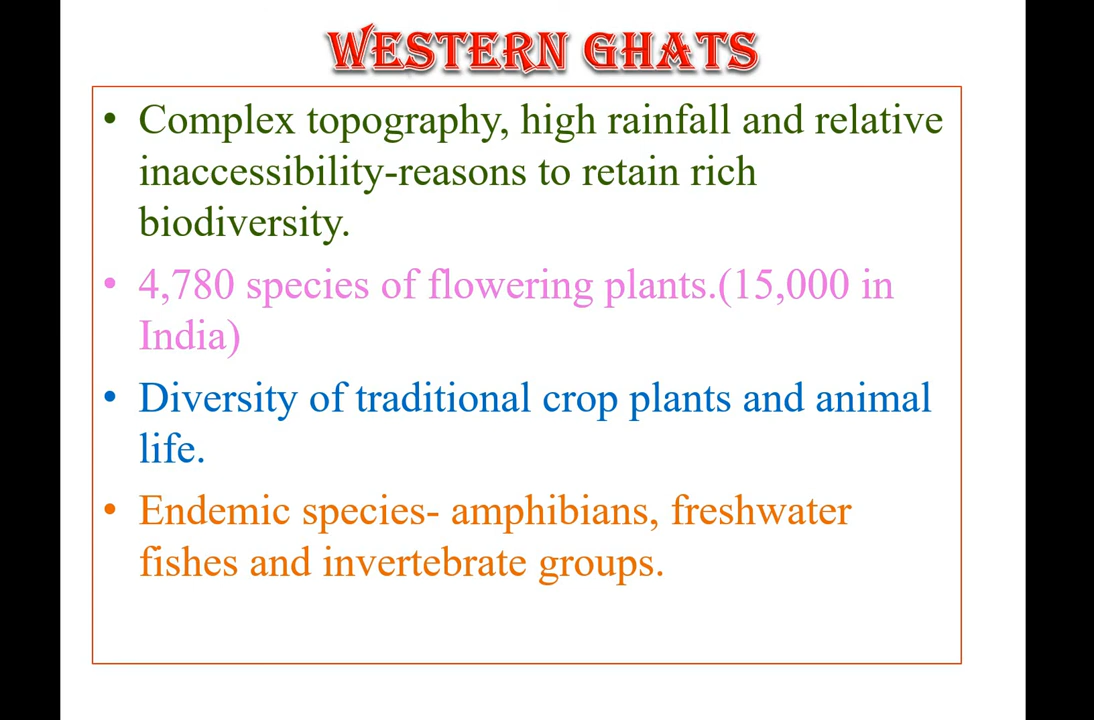 WESTERN GHATS
• Complex topography, high rainfall and relative
inaccessibility-reasons to retain rich
biodiversity.
• 4,780 species of flowering plants.(15,000 in
India)
• Diversity of traditional crop plants and animal
life.
• Endemic species- amphibians, freshwater
fishes and invertebrate groups.